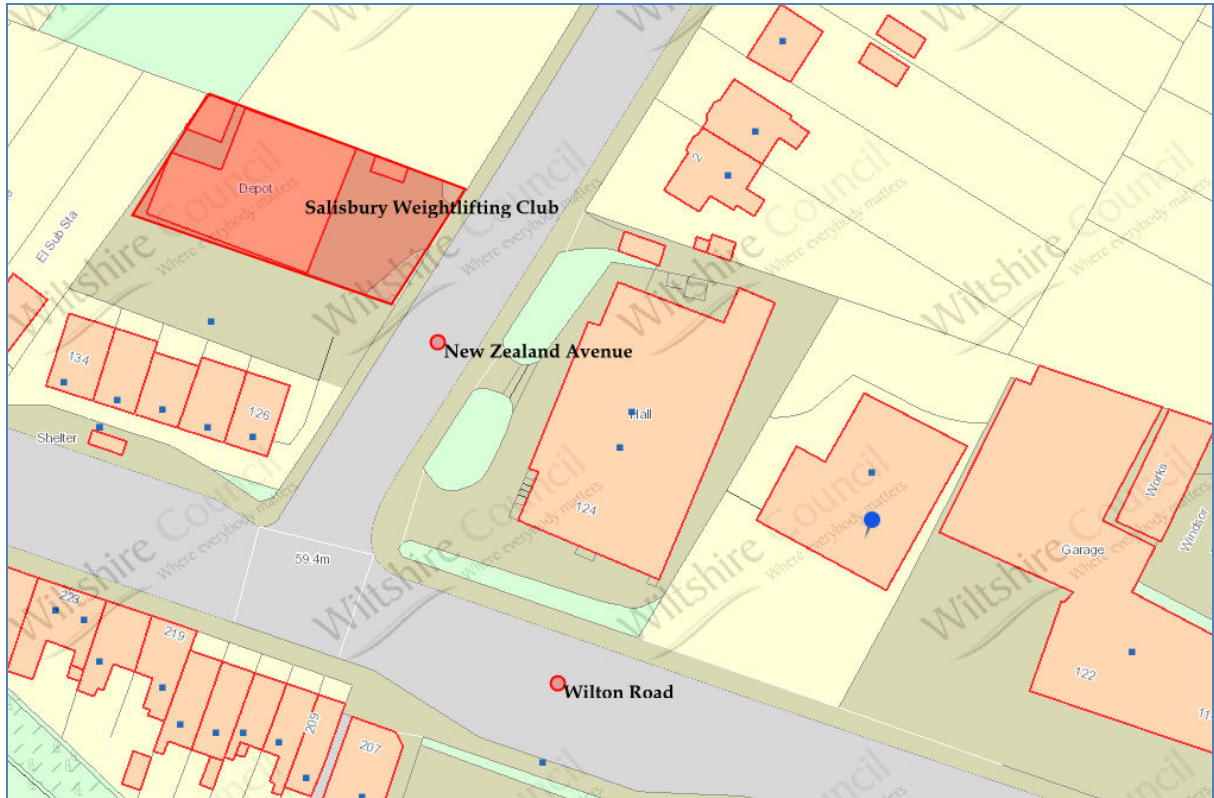 Wiltshire Council
Where everybody matters
2
Depot
Salisbury Weightlifting Club
El Sub Sta
New Zealand Avenue
134
126
Hall
Shelter
124
Works
Windsor
Garage
59.4m
223
219
209
207
122
Wilton Road